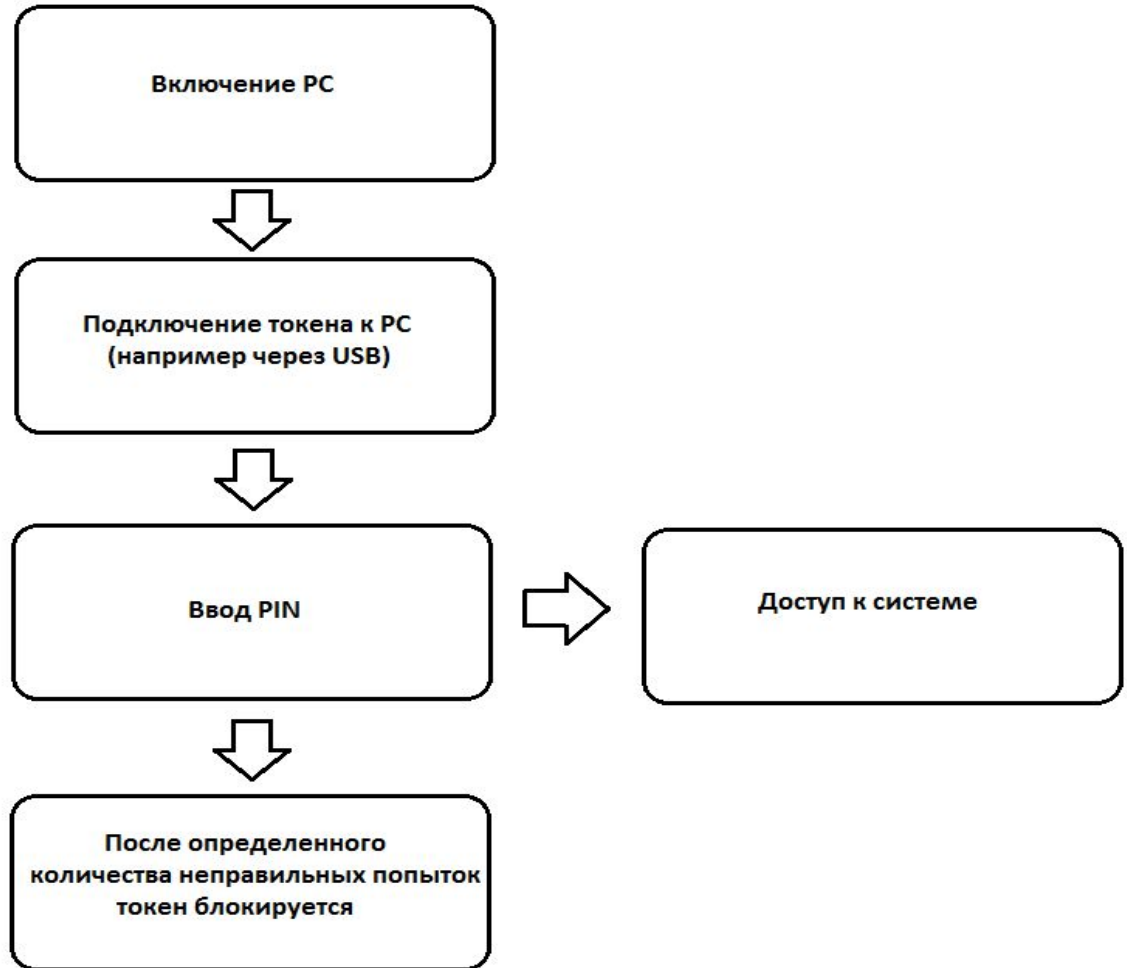 Включение PC
Подключение токена к PC
(например через USB)
Ввод PIN
Доступ к системе
После определенного
количества неправильных попыток
токен блокируется